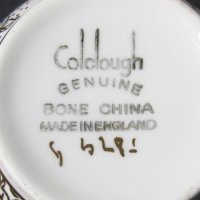 Colclough
GENUINE
BONE CHINA
MADE IN ENGLAND